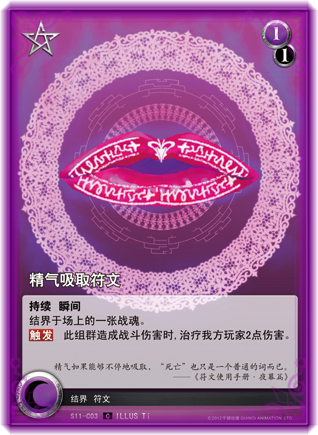 1
1
精气吸取符文
持续 瞬间
结界于场上的一张战魂。
触发 此组群造成战斗伤害时,治疗我方玩家2点伤害。
精气如果能够不停地吸取，“死亡”也只是一个普通的词而已。
——《符文使用手册·夜幕篇》
结界 符文
S11-C03 C ILLUS Ti